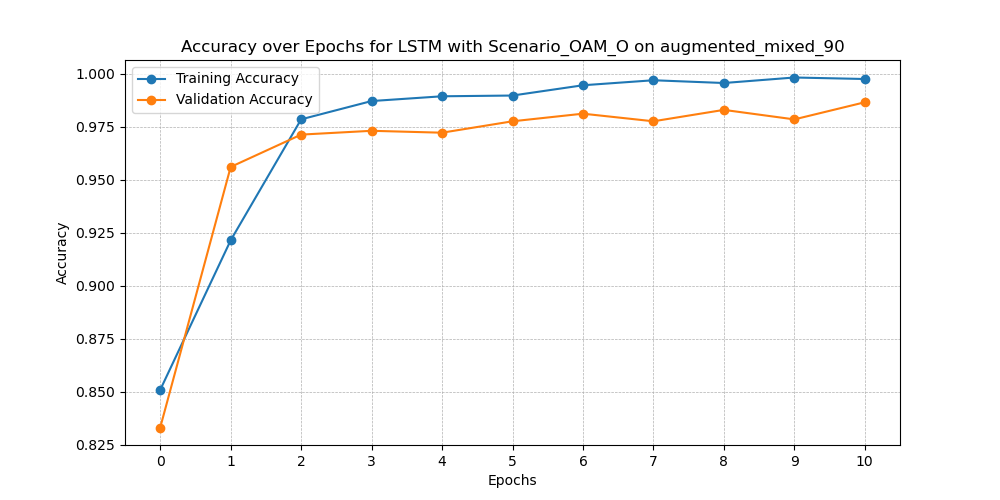 Accuracy over Epochs for LSTM with Scenario_OAM_O on augmented_mixed_90
Training Accuracy
Validation Accuracy
1.000
0.975
0.950
0.925
0.900
0.875
0.850
0.825
Accuracy
0 1 2 3 4 5 6 7 8 9 10
Epochs